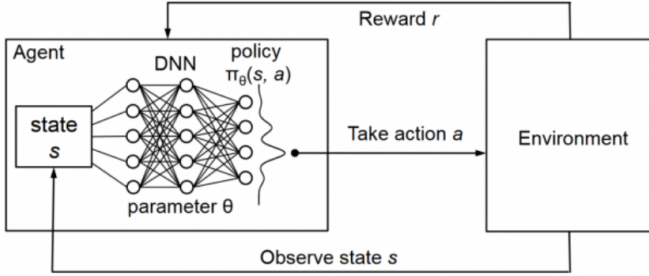 Reward r
Agent
DNN
policy
πθ(s, a)
state
s
Take action a
Environment
parameter θ
Observe state s